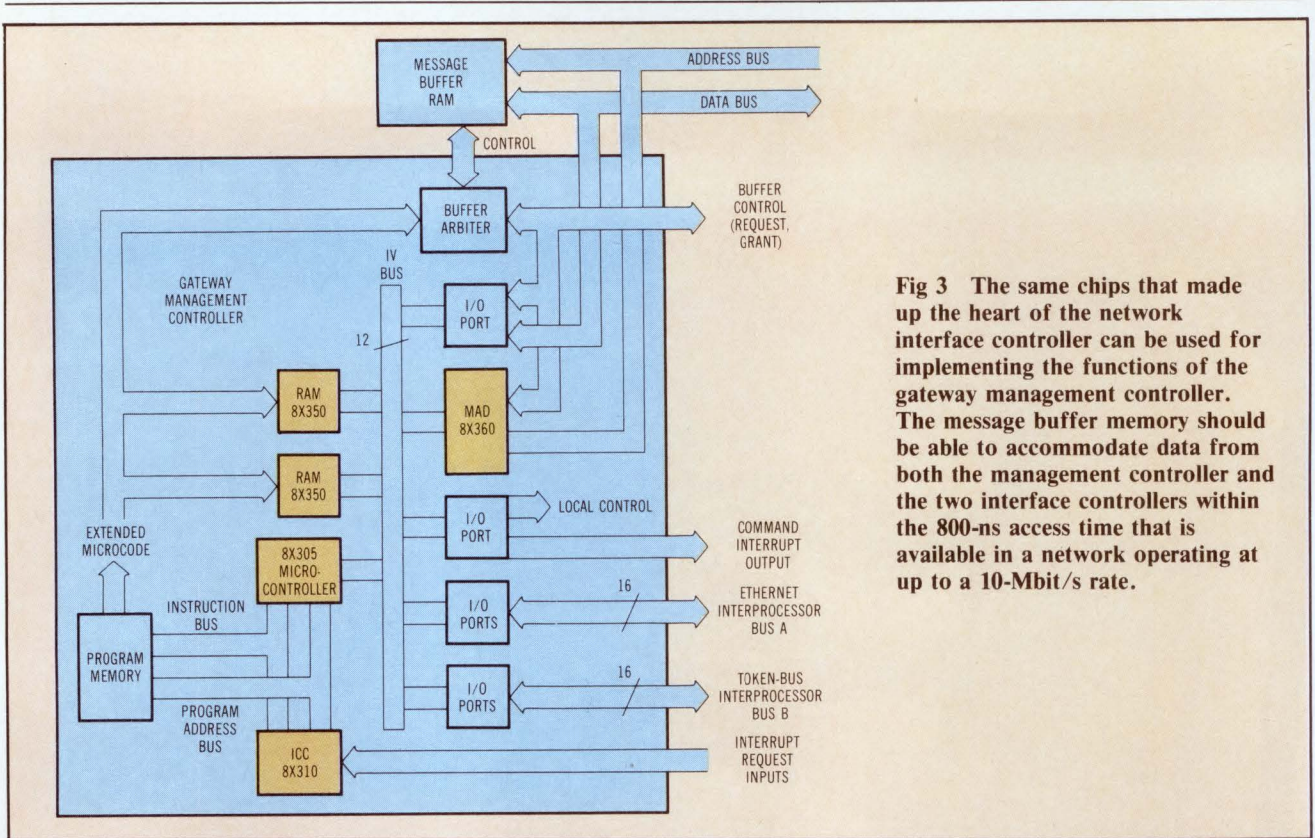 MESSAGE
BUFFER
RAM
ADDRESS BUS
DATA BUS
CONTROL
BUFFER
ARBITER
BUFFER
CONTROL
(REQUEST,
GRANT)
IV
BUS
GATEWAY
MANAGEMENT
CONTROLLER
I/O
PORT
12
RAM
8X350
MAD
8X360
RAM
8X350
I/O
PORT
LOCAL CONTROL
EXTENDED
MICROCODE
8X305
MICRO-
CONTROLLER
COMMAND
INTERRUPT
OUTPUT
INSTRUCTION
BUS
I/O
PORTS
16
ETHERNET
INTERPROCESSOR
BUS A
PROGRAM
MEMORY
I/O
PORTS
16
TOKEN-BUS
INTERPROCESSOR
BUS B
PROGRAM
ADDRESS
BUS
ICC
8X310
INTERRUPT
REQUEST
INPUTS
Fig 3 The same chips that made
up the heart of the network
interface controller can be used for
implementing the functions of the
gateway management controller.
The message buffer memory should
be able to accommodate data from
both the management controller and
the two interface controllers within
the 800-ns access time that is
available in a network operating at
up to a 10-Mbit/s rate.